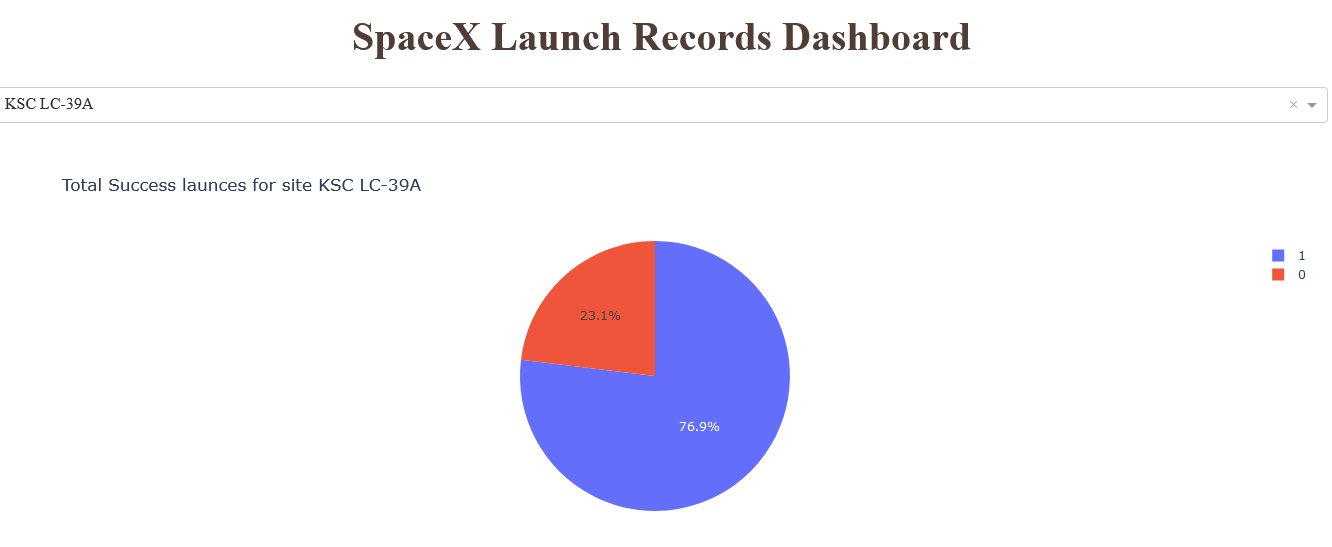 SpaceX Launch Records Dashboard
KSC LC-39A
×
Total Success launces for site KSC LC-39A
1
0
23.1%
76.9%